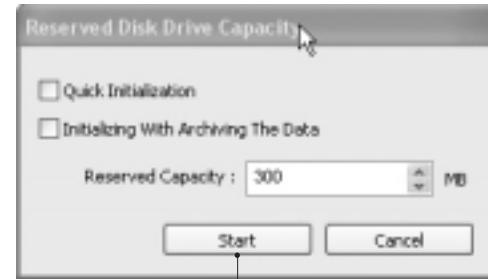 Reserved Disk Drive Capacity
Quick Initialization
Initializing With Archiving The Data
Reserved Capacity : 300 MB
Start Cancel